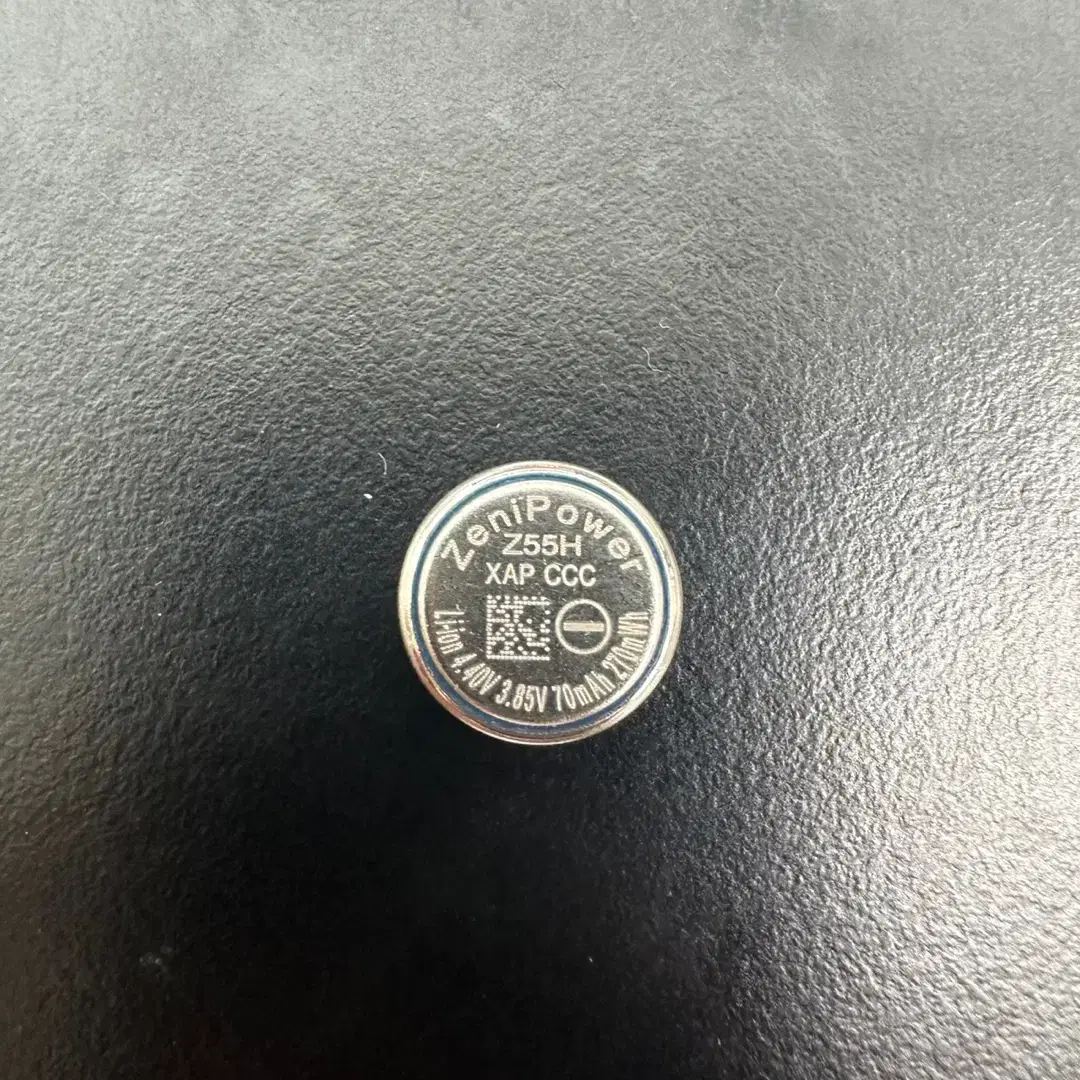 ZeniPower
Z55H
XAP CCC
Li-ion 4.40V 3.85V 70mAh 270mWh